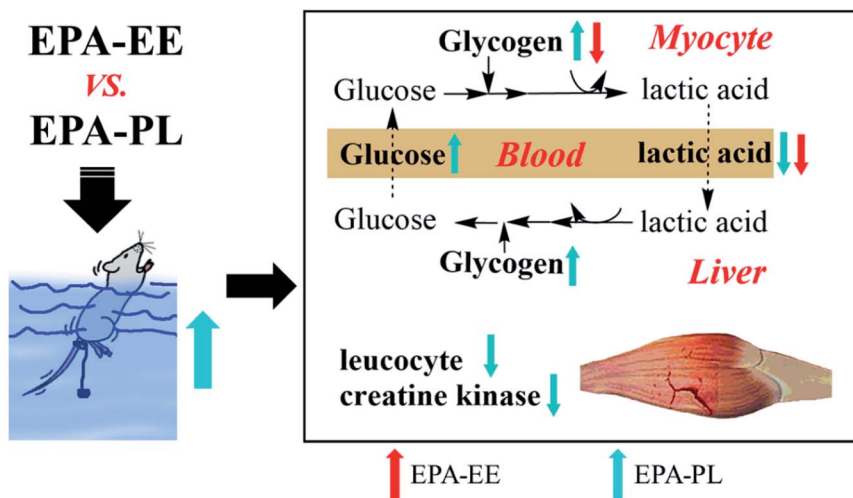 EPA-EE
VS.
EPA-PL
Glycogen
Myocyte
Glucose
lactic acid
Glucose
Blood
lactic acid
Glucose
lactic acid
Glycogen
Liver
leucocyte
creatine kinase
EPA-EE
EPA-PL